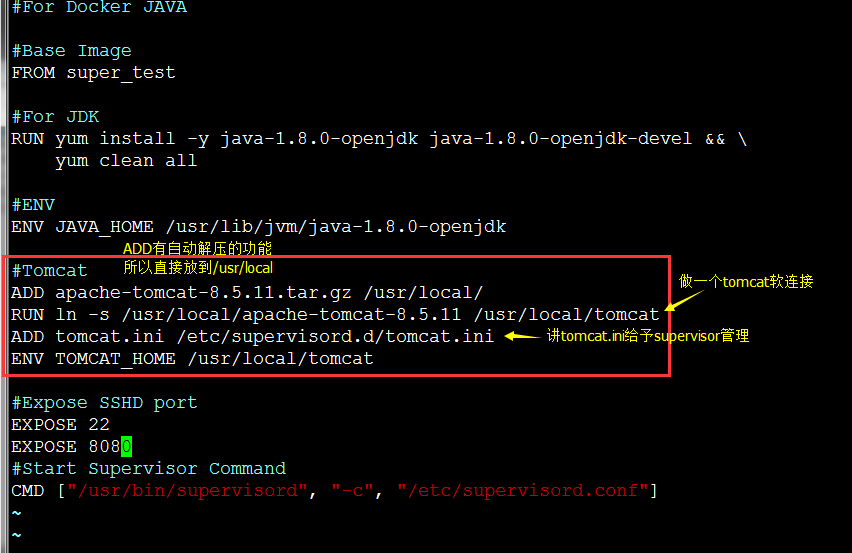 #For Docker JAVA
#Base Image
FROM super_test
#For JDK
RUN yum install -y java-1.8.0-openjdk java-1.8.0-openjdk-devel && \
yum clean all
#ENV
ENV JAVA_HOME /usr/lib/jvm/java-1.8.0-openjdk
ADD有自动解压的功能
所以直接放到/usr/local
#Tomcat
做一个tomcat软连接
ADD apache-tomcat-8.5.11.tar.gz /usr/local/
RUN ln -s /usr/local/apache-tomcat-8.5.11 /usr/local/tomcat
ADD tomcat.ini /etc/supervisord.d/tomcat.ini
讲tomcat.ini给予supervisor管理
ENV TOMCAT_HOME /usr/local/tomcat
#Expose SSHD port
EXPOSE 22
EXPOSE 8080
#Start Supervisor Command
CMD ["/usr/bin/supervisord", "-c", "/etc/supervisord.conf"]
~
~